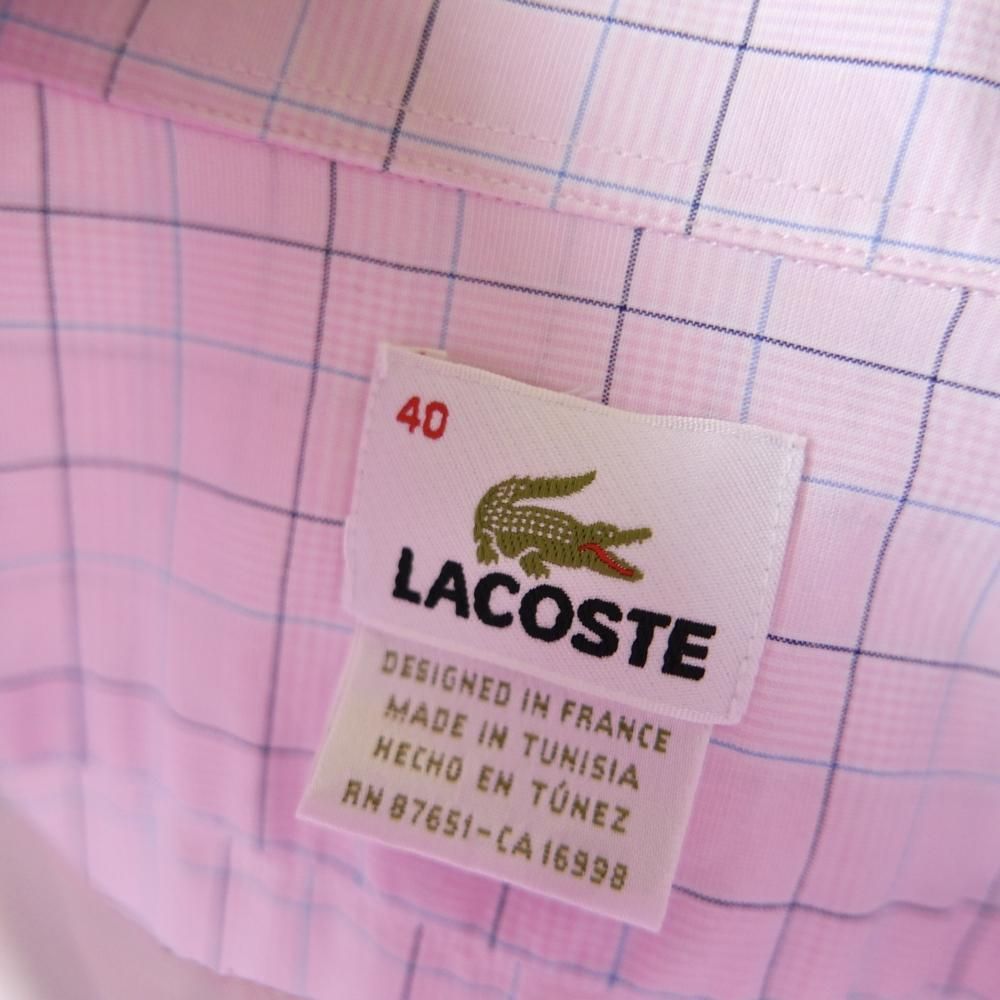 40
LACOSTE
DESIGNED IN FRANCE
MADE IN TUNISIA
HECHO EN TÚNEZ
RN 87651-CA 16998